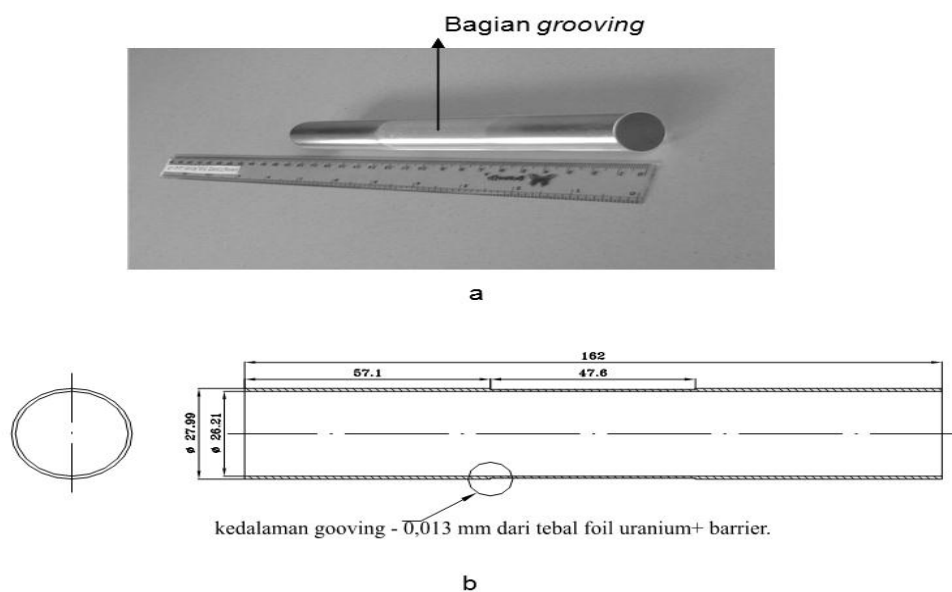 Bagian grooving
a
162
57.1
47.6
ø 27.99
ø 26.21
kedalaman gooving - 0,013 mm dari tebal foil uranium+ barrier.
b